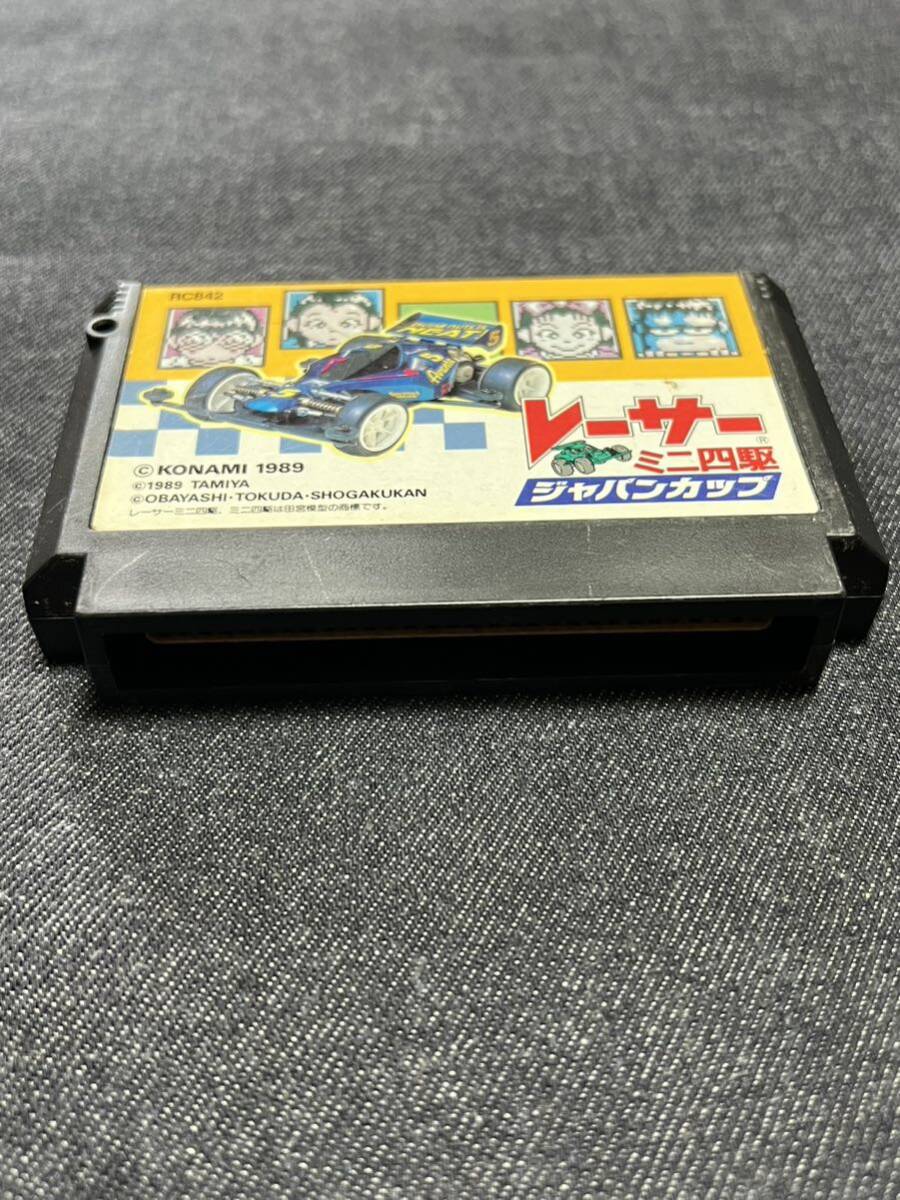 RC842
レーサー
®
ミニ四駆
ジャパンカップ
© KONAMI 1989
©1989 TAMIYA
©OBAYASHI・TOKUDA・SHOGAKUKAN
レーサーミニ四駆、ミニ四駆は田宮模型の商標です。